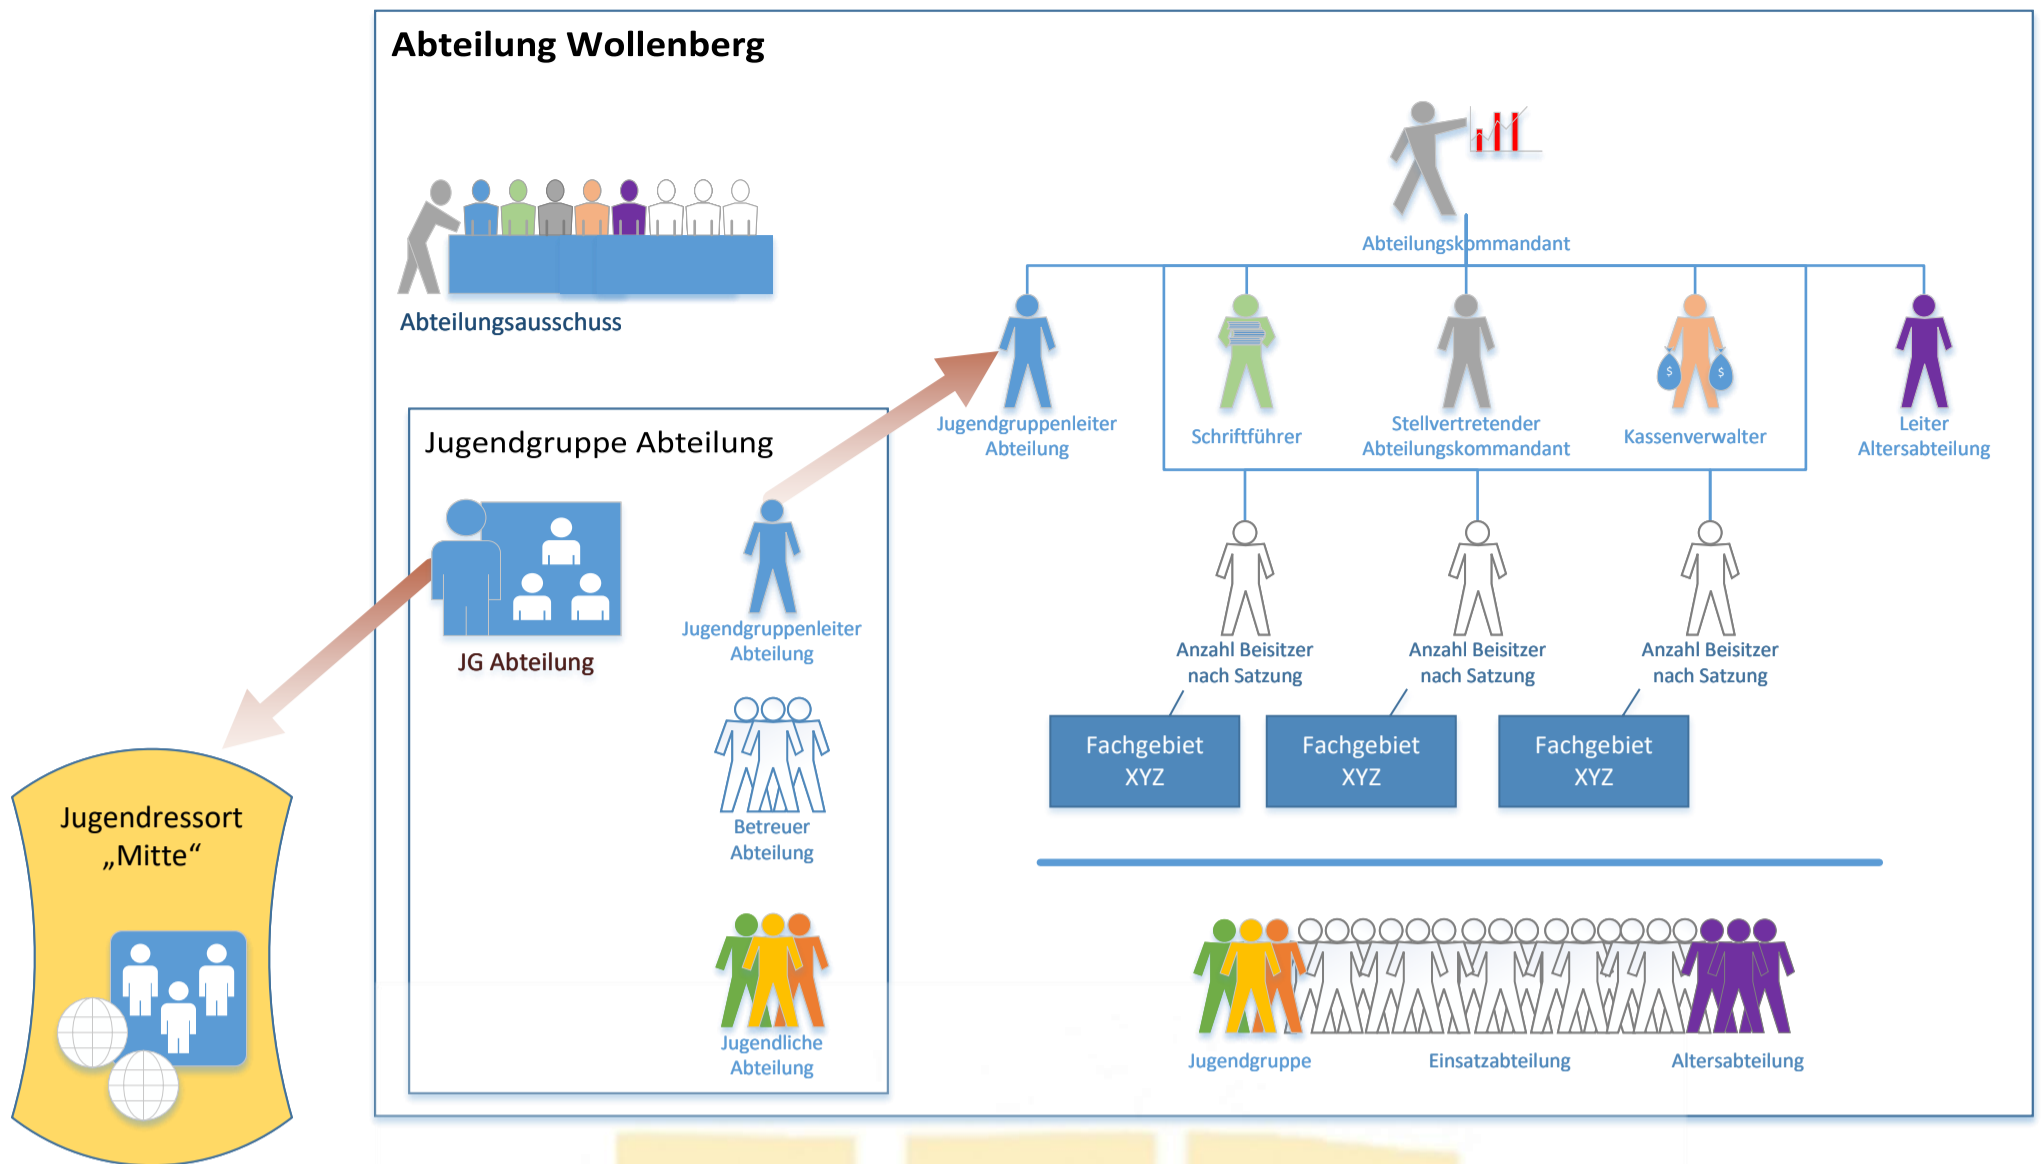 Abteilung Wollenberg
Abteilungskommandant
Abteilungsausschuss
Jugendgruppenleiter
Abteilung
Schriftführer
Stellvertretender
Abteilungskommandant
Kassenverwalter
Leiter
Altersabteilung
$
$
Jugendgruppe Abteilung
JG Abteilung
Jugendgruppenleiter
Abteilung
Betreuer
Abteilung
Jugendliche
Abteilung
Anzahl Beisitzer
nach Satzung
Anzahl Beisitzer
nach Satzung
Anzahl Beisitzer
nach Satzung
Fachgebiet
XYZ
Fachgebiet
XYZ
Fachgebiet
XYZ
Jugendressort
„Mitte“
Jugendgruppe
Einsatzabteilung
Altersabteilung